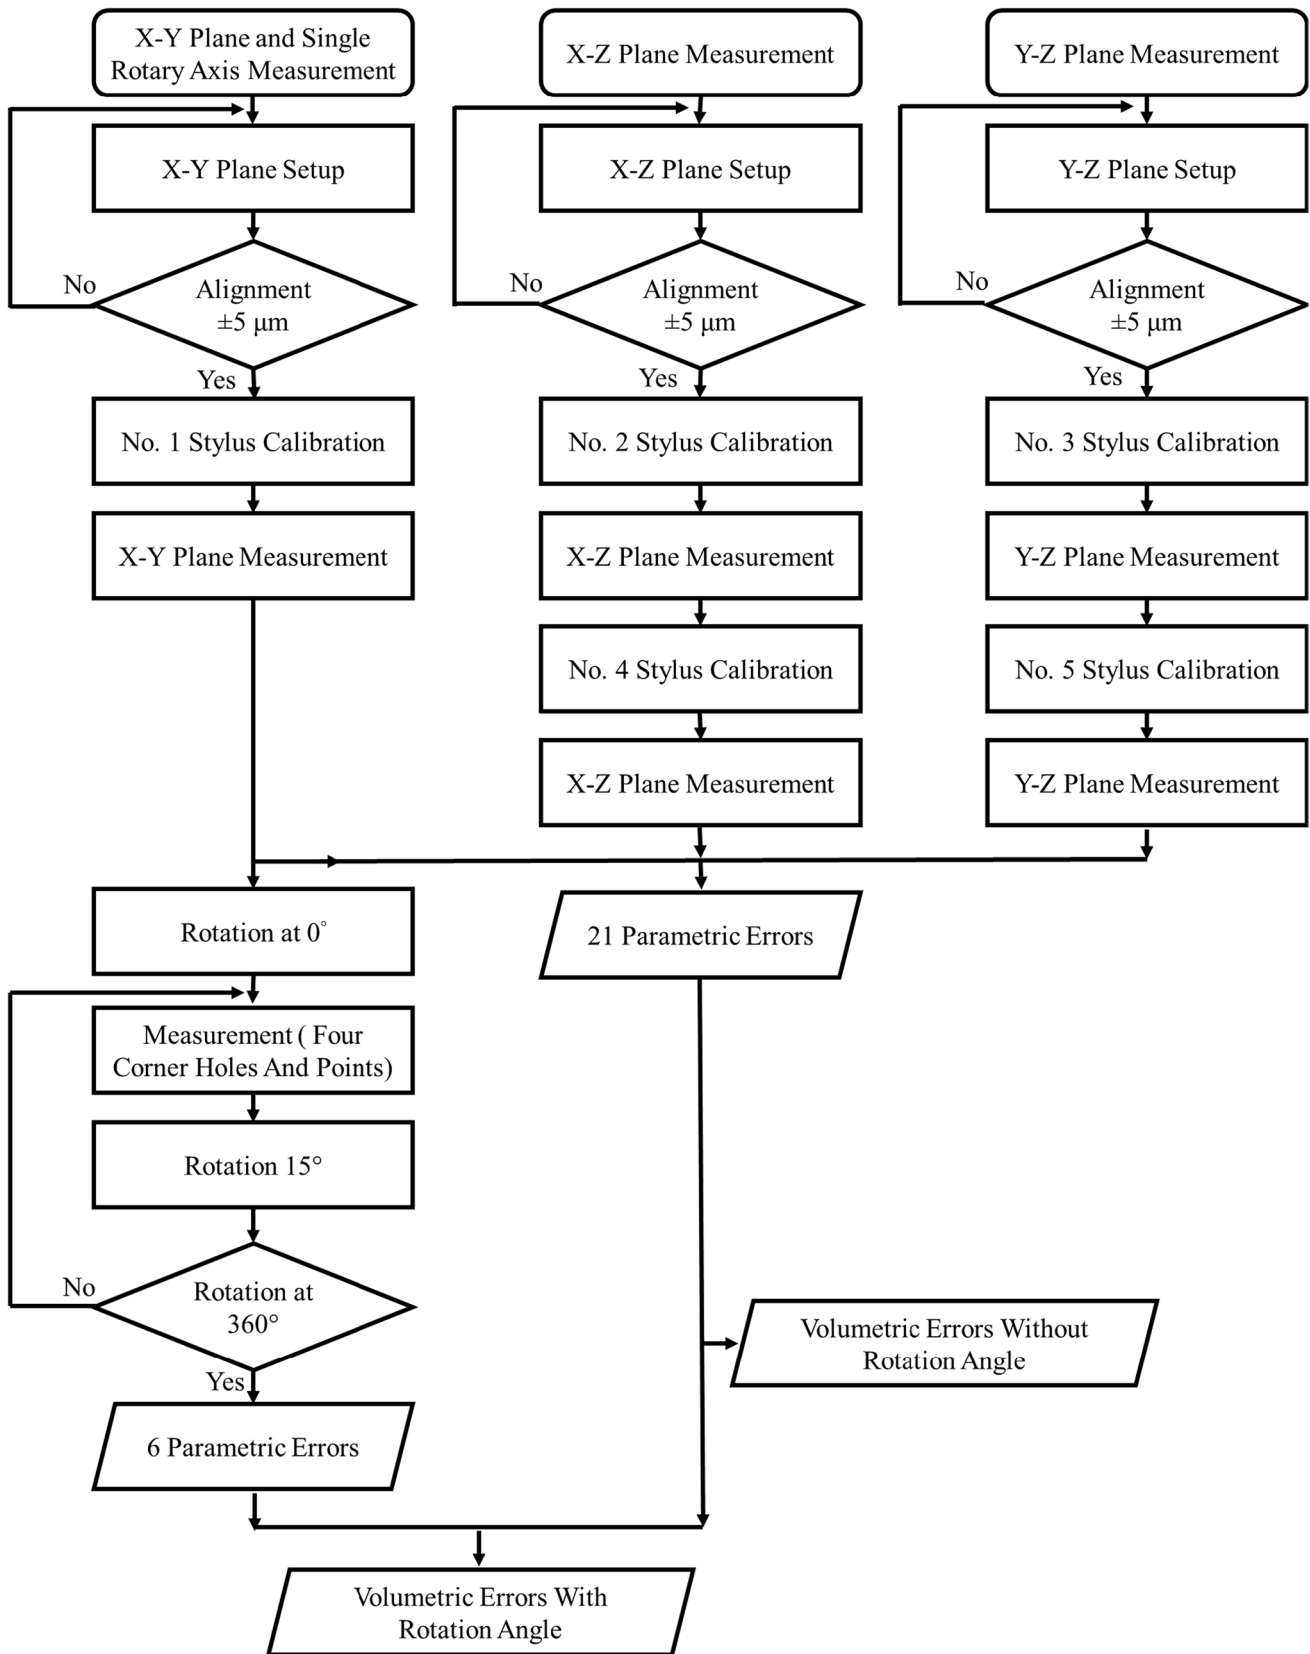 X-Y Plane and Single
Rotary Axis Measurement
X-Y Plane Setup
No
Alignment
±5 μm
Yes
No. 1 Stylus Calibration
X-Y Plane Measurement
Rotation at 0°
Measurement ( Four
Corner Holes And Points)
Rotation 15°
No
Rotation at
360°
Yes
6 Parametric Errors
X-Z Plane Measurement
X-Z Plane Setup
No
Alignment
±5 μm
Yes
No. 2 Stylus Calibration
X-Z Plane Measurement
No. 4 Stylus Calibration
X-Z Plane Measurement
21 Parametric Errors
Y-Z Plane Measurement
Y-Z Plane Setup
No
Alignment
±5 μm
Yes
No. 3 Stylus Calibration
Y-Z Plane Measurement
No. 5 Stylus Calibration
Y-Z Plane Measurement
Volumetric Errors Without
Rotation Angle
Volumetric Errors With
Rotation Angle